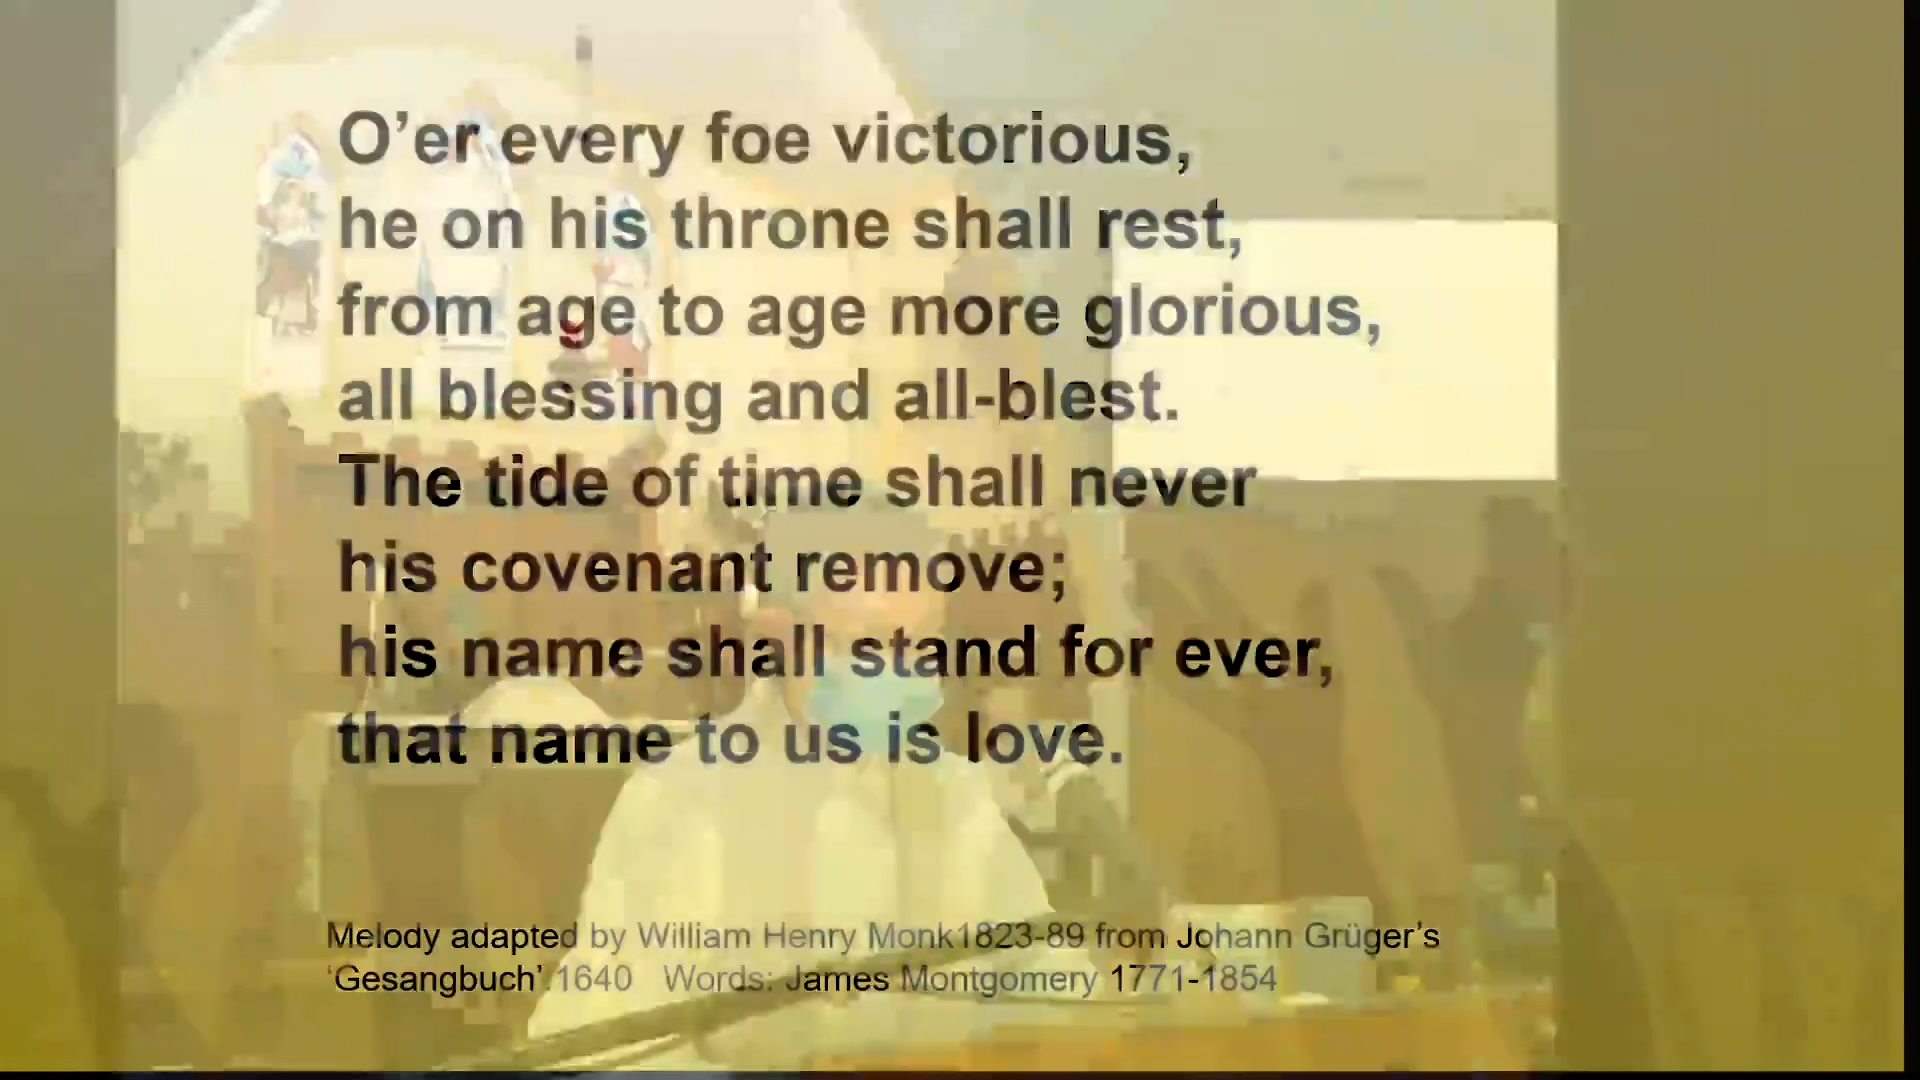 O’er every foe victorious,
he on his throne shall rest,
from age to age more glorious,
all blessing and all-blest.
The tide of time shall never
his covenant remove;
his name shall stand for ever,
that name to us is love.
Melody adapted by William Henry Monk1823-89 from Johann Grüger’s
‘Gesangbuch’.1640 Words: James Montgomery 1771-1854